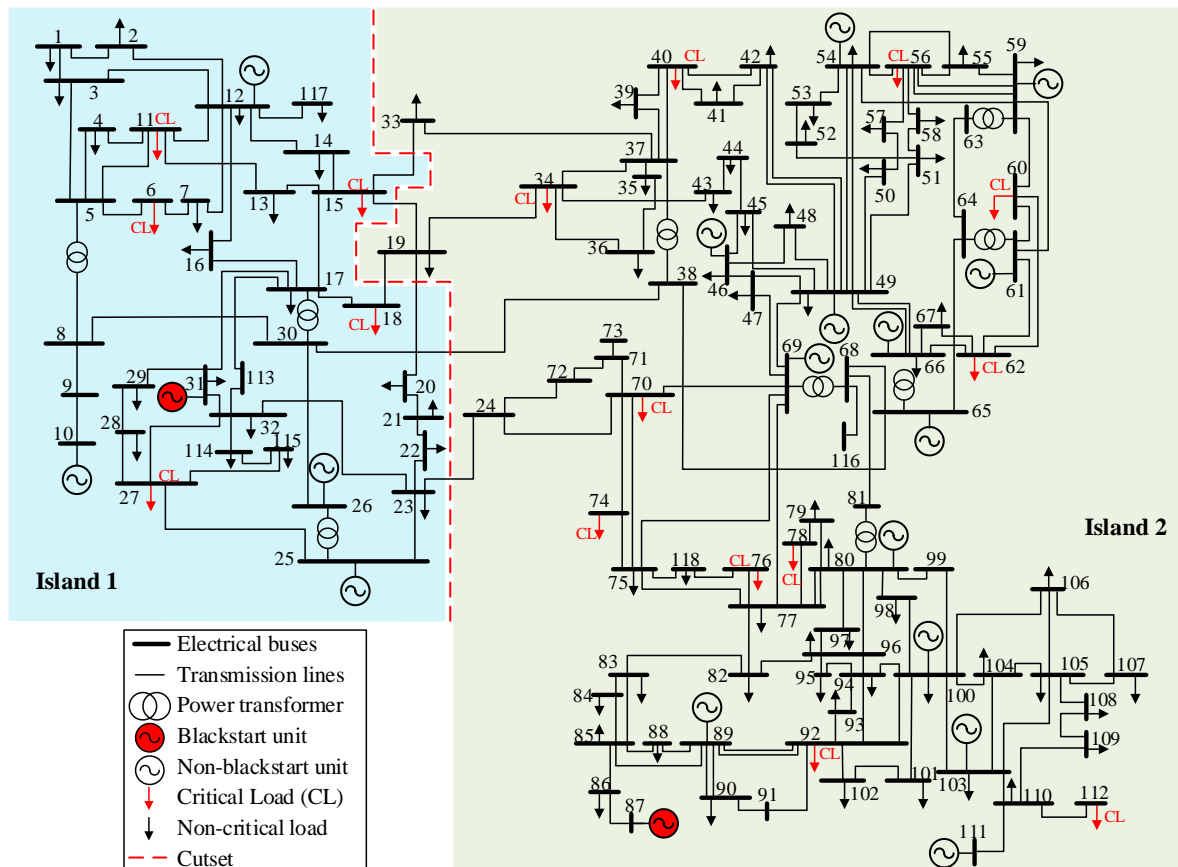 1 2 40 CL 42 54 CL 56 55 59
3 12 117 39 53
4 11 CL 14 33 41 57 58 63
52
44 37
6 7 34 35 43 50 51 60
5 CL 13 15 CL CL 45 48 64 CL
16 19 36
17 38 46 49 61
18 47
CL
8 30 69 68 67
73 66 62 CL
29 31 113 71
9 72 70
28 20 24 CL 65
32 21
10 114 115 22 116
27 CL 26 23 74 81
CL 79
78
25 75 118 CL 76 CL 80 99
Island 1 Island 2
77 98 106
97
83 82 96 104 105 107
95 94 100
84 93 108
85 88 89 92 109
CL
86 90 91 102 101 103
87 110 112
CL
111
Electrical buses
Transmission lines
Power transformer
Blackstart unit
Non-blackstart unit
Critical Load (CL)
Non-critical load
Cutset